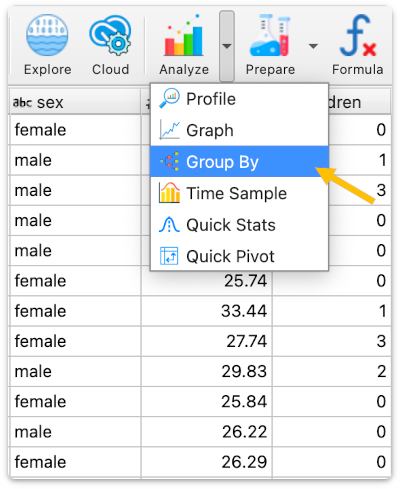 Explore Cloud Analyze Prepare Formula
abc sex dren
Profile
Graph
Group By
Time Sample
Quick Stats
Quick Pivot
female 0
male 1
male 3
male 0
male 0
female 25.74 0
female 33.44 1
female 27.74 3
male 29.83 2
female 25.84 0
male 26.22 0
female 26.29 0